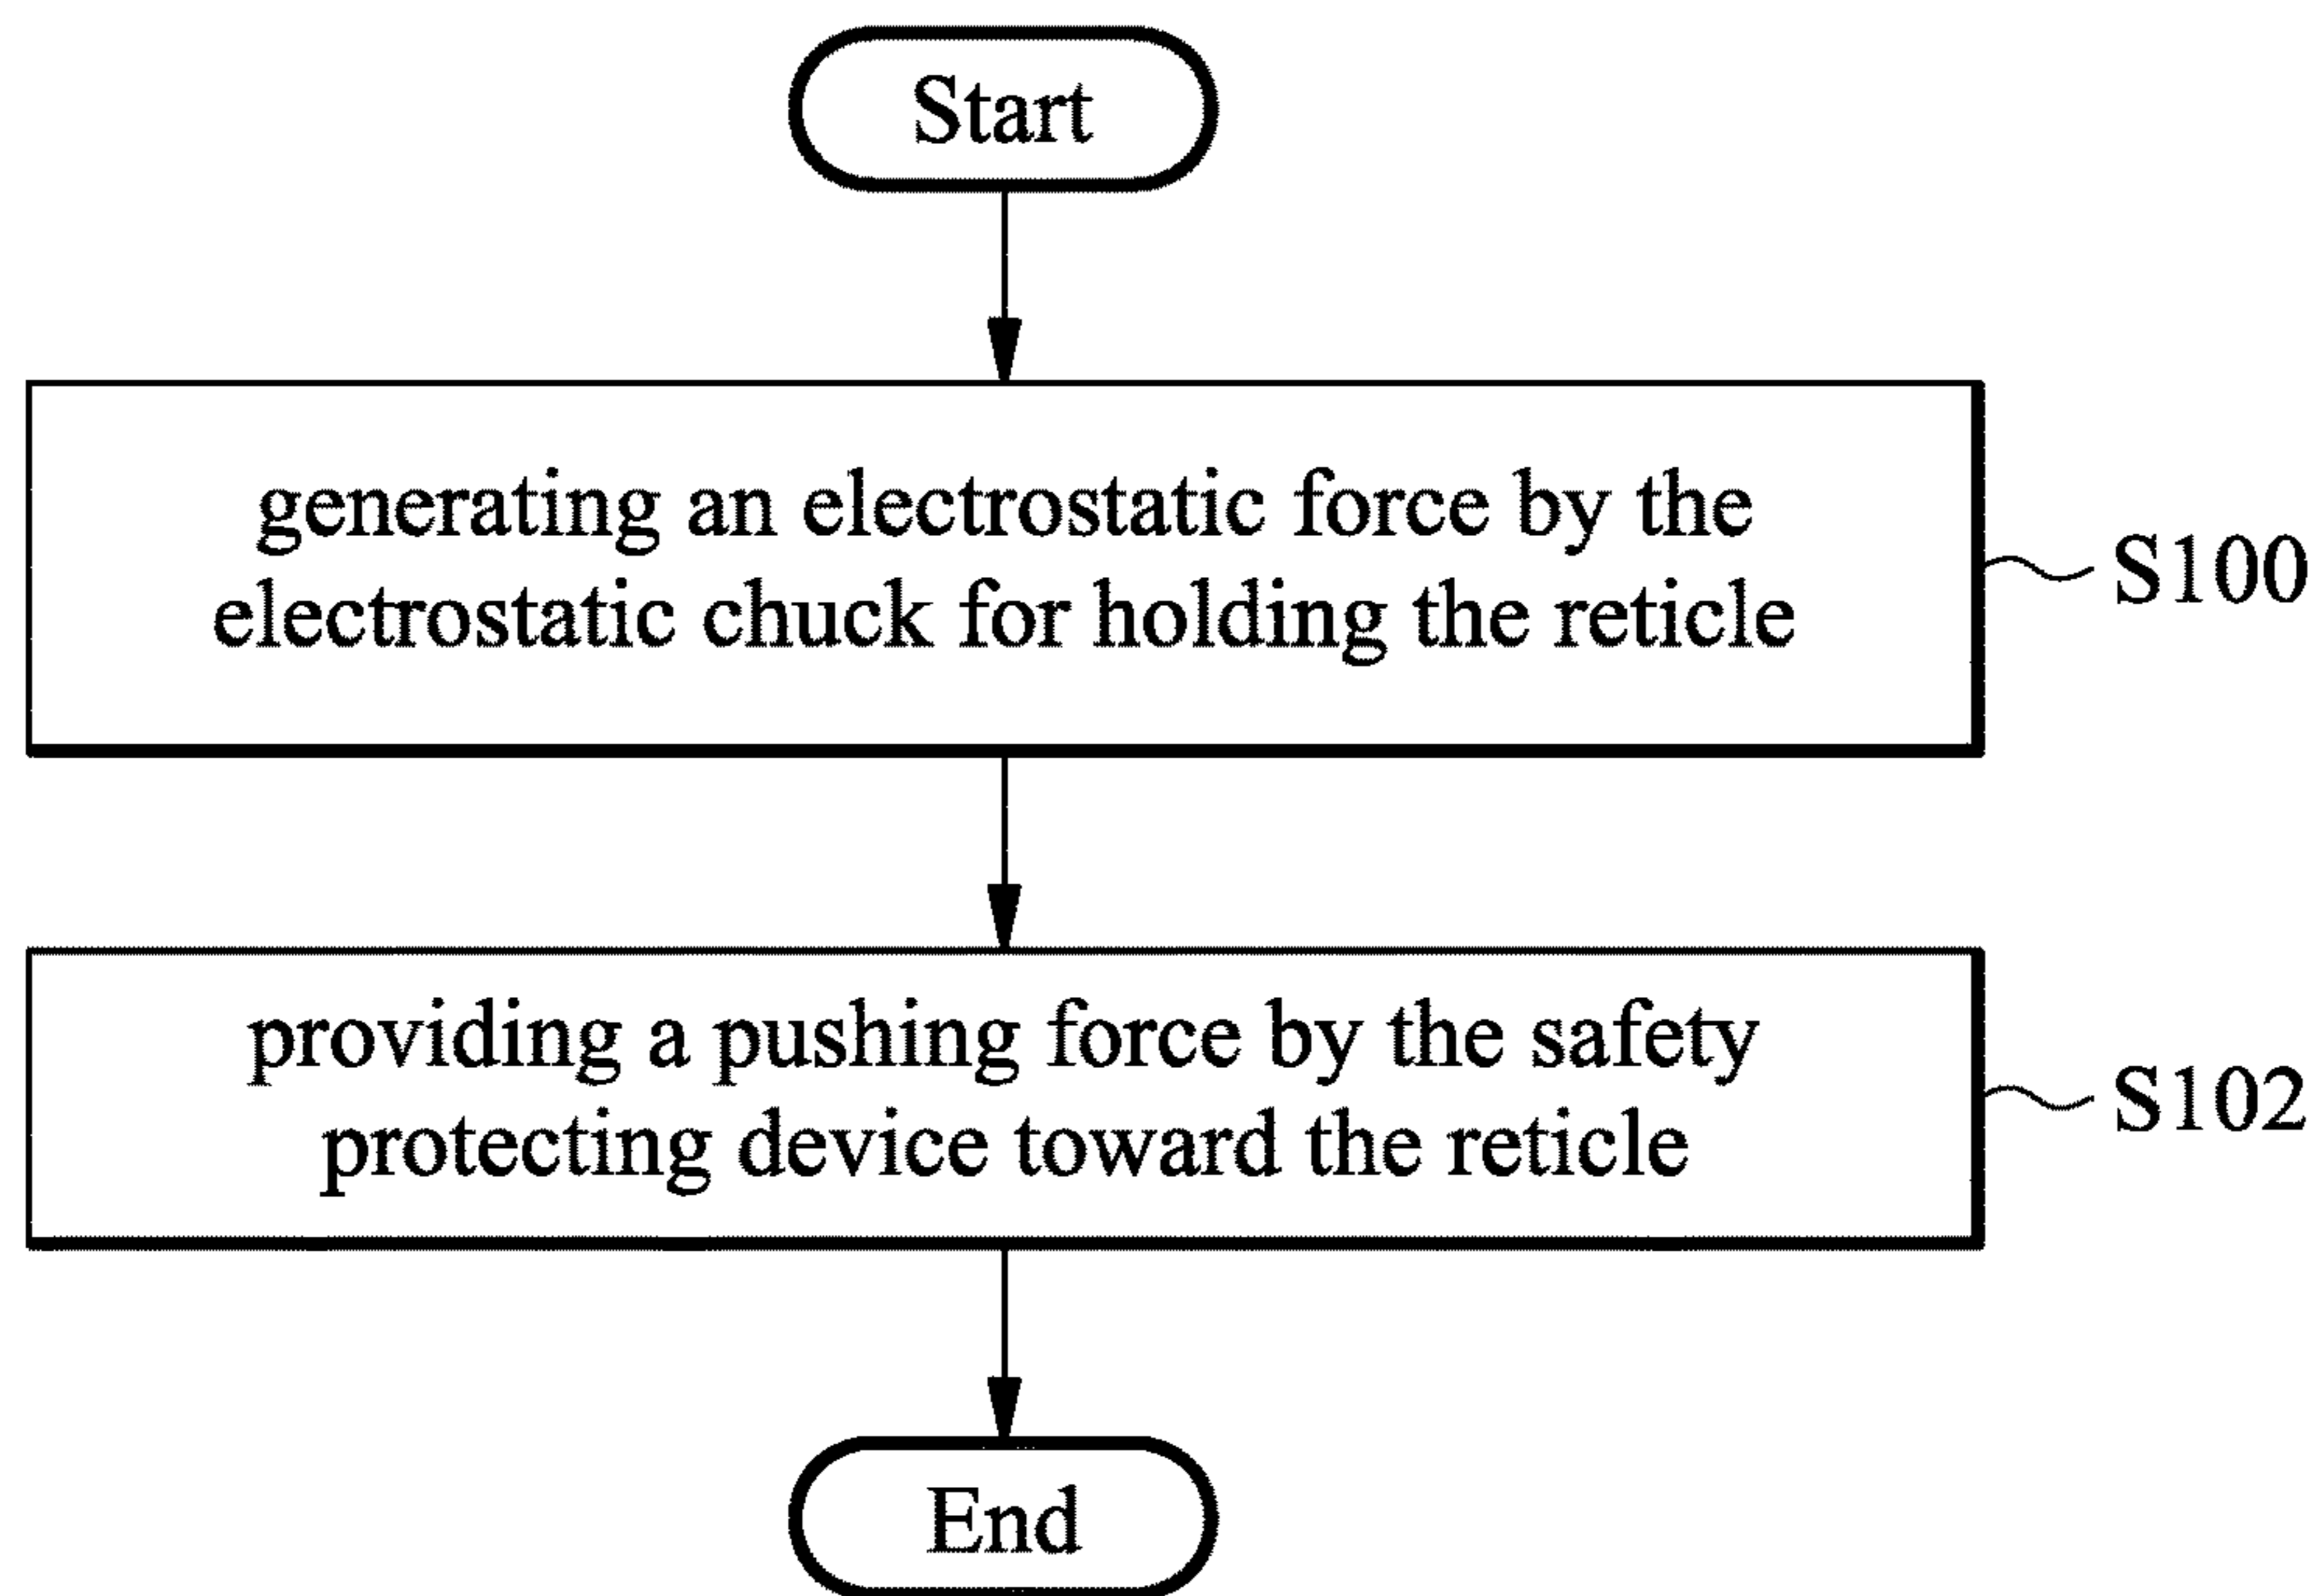 Start
generating an electrostatic force by the
electrostatic chuck for holding the reticle
S100
providing a pushing force by the safety
protecting device toward the reticle
S102
End